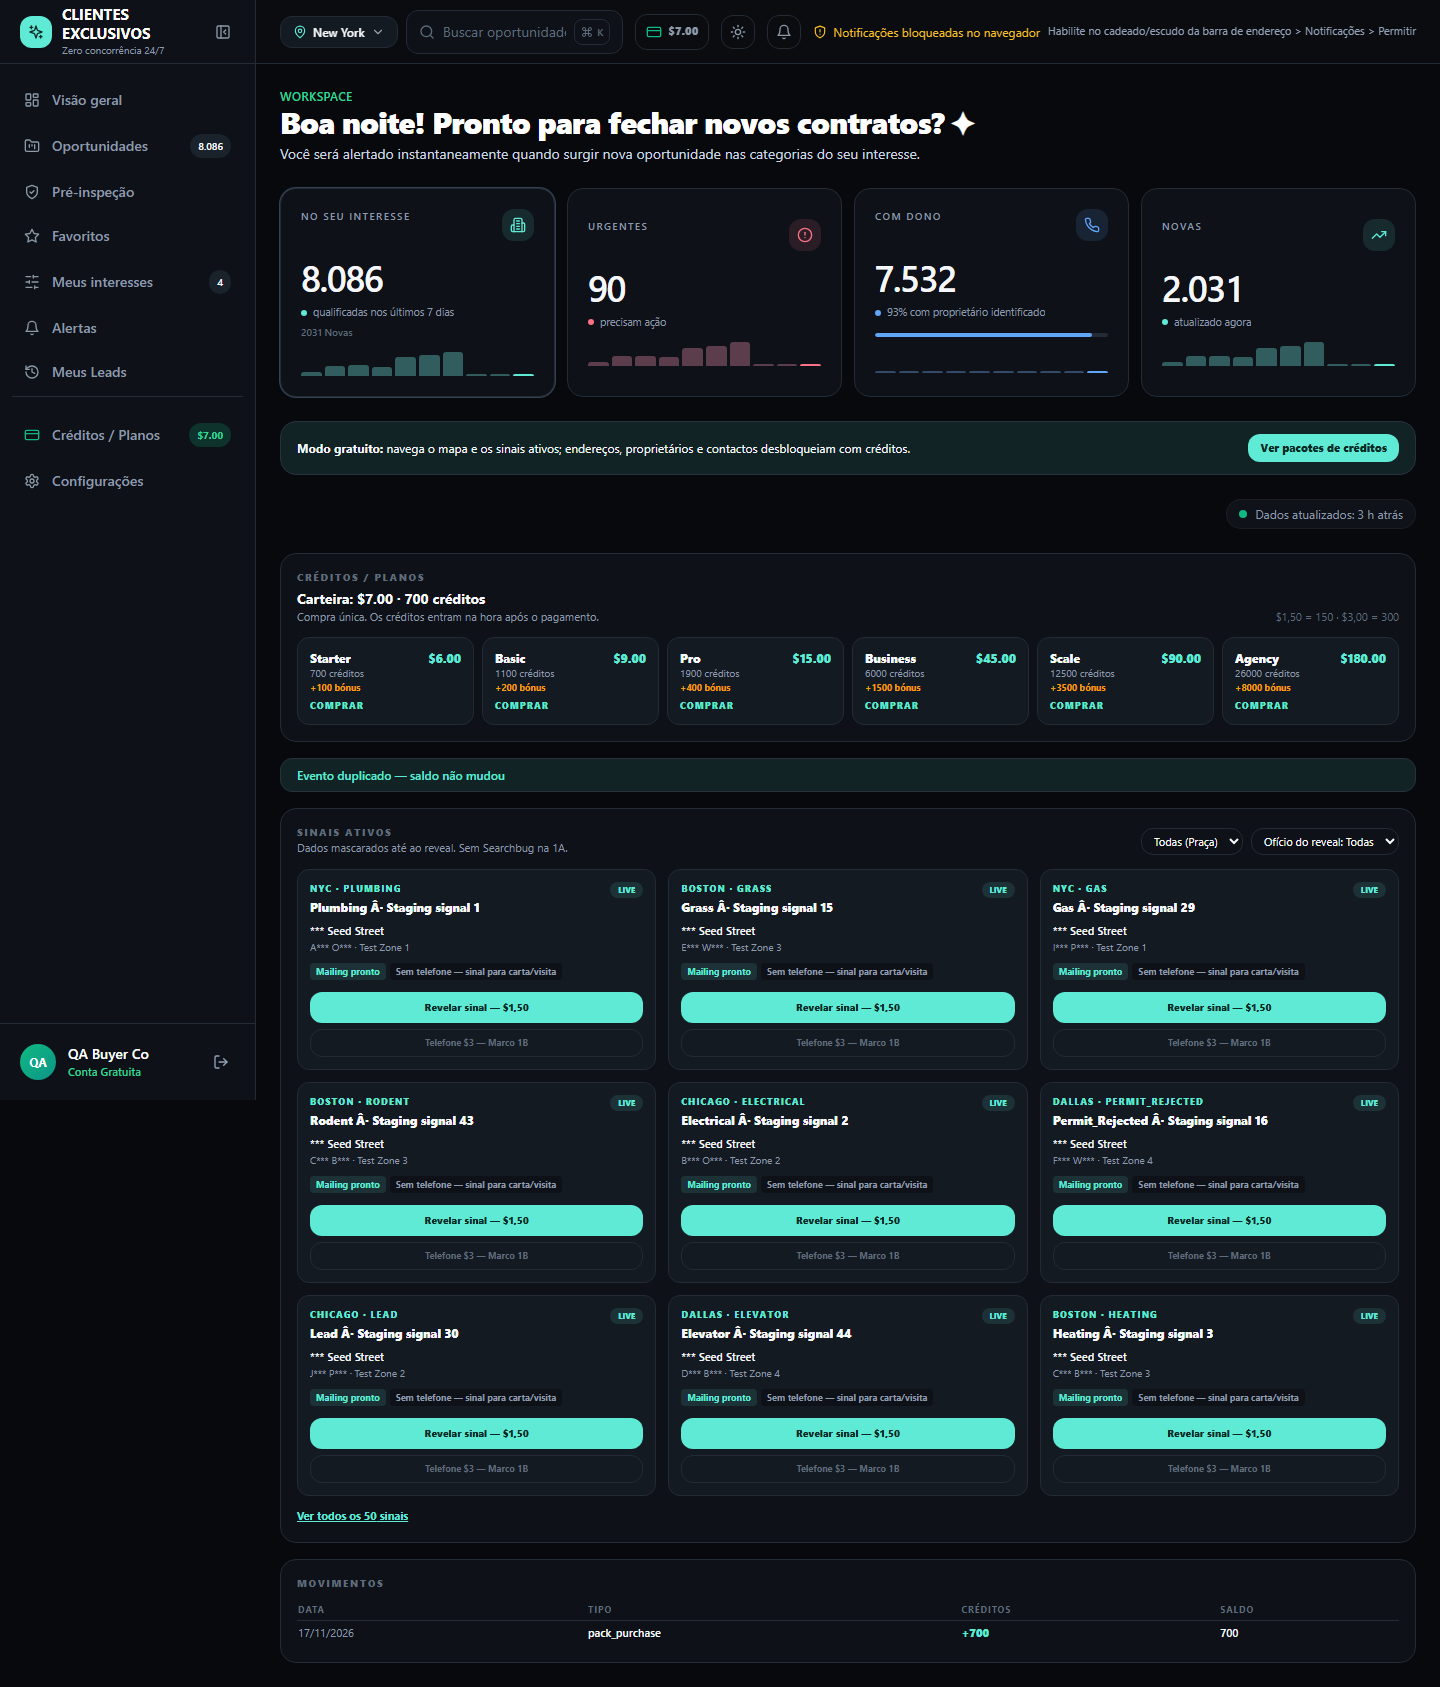 CLIENTES
EXCLUSIVOS
Zero concorrência 24/7
New York
Buscar oportunidade
⌘ K
$7.00
Notificações bloqueadas no navegador
Habilite no cadeado/escudo da barra de endereço > Notificações > Permitir
Visão geral
Oportunidades
8.086
Pré-inspeção
Favoritos
Meus interesses
4
Alertas
Meus Leads
Créditos / Planos
$7.00
Configurações
QA
QA Buyer Co
Conta Gratuita
WORKSPACE
Boa noite! Pronto para fechar novos contratos? ✦
Você será alertado instantaneamente quando surgir nova oportunidade nas categorias do seu interesse.
NO SEU INTERESSE
8.086
qualificadas nos últimos 7 dias
2031 Novas
URGENTES
90
precisam ação
COM DONO
7.532
93% com proprietário identificado
NOVAS
2.031
atualizado agora
Modo gratuito: navega o mapa e os sinais ativos; endereços, proprietários e contactos desbloqueiam com créditos.
Ver pacotes de créditos
Dados atualizados: 3 h atrás
CRÉDITOS / PLANOS
Carteira: $7.00 · 700 créditos
Compra única. Os créditos entram na hora após o pagamento.
$1,50 = 150 · $3,00 = 300
Starter $6.00
700 créditos
+100 bónus
COMPRAR
Basic $9.00
1100 créditos
+200 bónus
COMPRAR
Pro $15.00
1900 créditos
+400 bónus
COMPRAR
Business $45.00
6000 créditos
+1500 bónus
COMPRAR
Scale $90.00
12500 créditos
+3500 bónus
COMPRAR
Agency $180.00
26000 créditos
+8000 bónus
COMPRAR
Evento duplicado — saldo não mudou
SINAIS ATIVOS
Dados mascarados até ao reveal. Sem Searchbug na 1A.
Todas (Praça)
Ofício do reveal: Todas
NYC · PLUMBING
LIVE
Plumbing Â· Staging signal 1
*** Seed Street
A*** O*** · Test Zone 1
Mailing pronto
Sem telefone — sinal para carta/visita
Revelar sinal — $1,50
Telefone $3 — Marco 1B
BOSTON · GRASS
LIVE
Grass Â· Staging signal 15
*** Seed Street
E*** W*** · Test Zone 3
Mailing pronto
Sem telefone — sinal para carta/visita
Revelar sinal — $1,50
Telefone $3 — Marco 1B
NYC · GAS
LIVE
Gas Â· Staging signal 29
*** Seed Street
I*** P*** · Test Zone 1
Mailing pronto
Sem telefone — sinal para carta/visita
Revelar sinal — $1,50
Telefone $3 — Marco 1B
BOSTON · RODENT
LIVE
Rodent Â· Staging signal 43
*** Seed Street
C*** B*** · Test Zone 3
Mailing pronto
Sem telefone — sinal para carta/visita
Revelar sinal — $1,50
Telefone $3 — Marco 1B
CHICAGO · ELECTRICAL
LIVE
Electrical Â· Staging signal 2
*** Seed Street
B*** O*** · Test Zone 2
Mailing pronto
Sem telefone — sinal para carta/visita
Revelar sinal — $1,50
Telefone $3 — Marco 1B
DALLAS · PERMIT_REJECTED
LIVE
Permit_Rejected Â· Staging signal 16
*** Seed Street
F*** W*** · Test Zone 4
Mailing pronto
Sem telefone — sinal para carta/visita
Revelar sinal — $1,50
Telefone $3 — Marco 1B
CHICAGO · LEAD
LIVE
Lead Â· Staging signal 30
*** Seed Street
J*** P*** · Test Zone 2
Mailing pronto
Sem telefone — sinal para carta/visita
Revelar sinal — $1,50
Telefone $3 — Marco 1B
DALLAS · ELEVATOR
LIVE
Elevator Â· Staging signal 44
*** Seed Street
D*** B*** · Test Zone 4
Mailing pronto
Sem telefone — sinal para carta/visita
Revelar sinal — $1,50
Telefone $3 — Marco 1B
BOSTON · HEATING
LIVE
Heating Â· Staging signal 3
*** Seed Street
C*** B*** · Test Zone 3
Mailing pronto
Sem telefone — sinal para carta/visita
Revelar sinal — $1,50
Telefone $3 — Marco 1B
Ver todos os 50 sinais
MOVIMENTOS
DATA TIPO CRÉDITOS SALDO
17/11/2026 pack_purchase +700 700